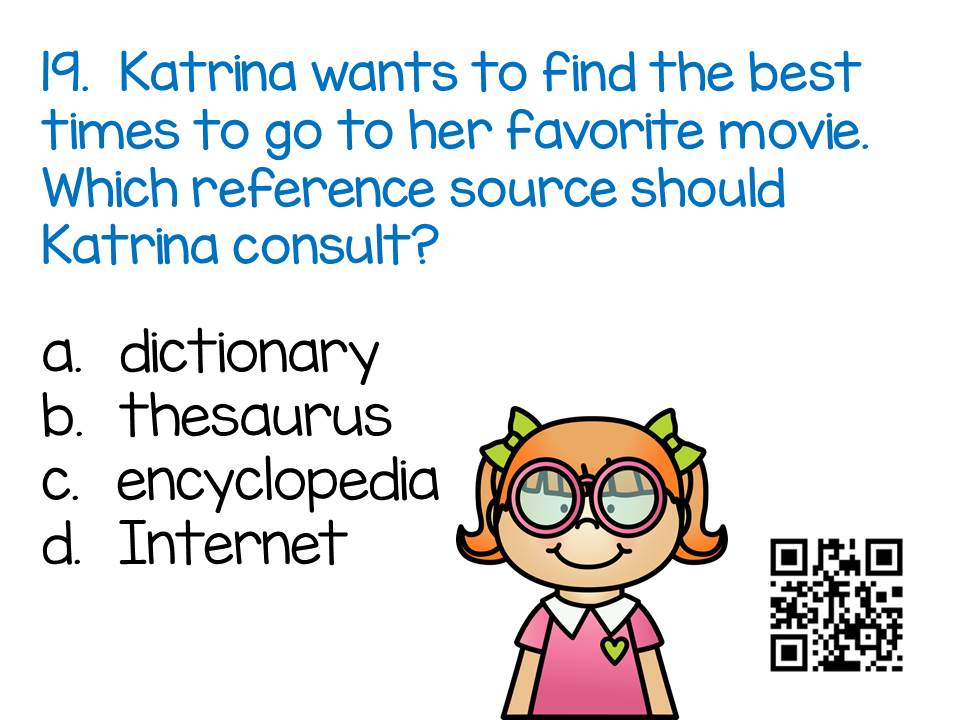 19. Katrina wants to find the best
times to go to her favorite movie.
Which reference source should
Katrina consult?
a. dictionary
b. thesaurus
c. encyclopedia
d. Internet